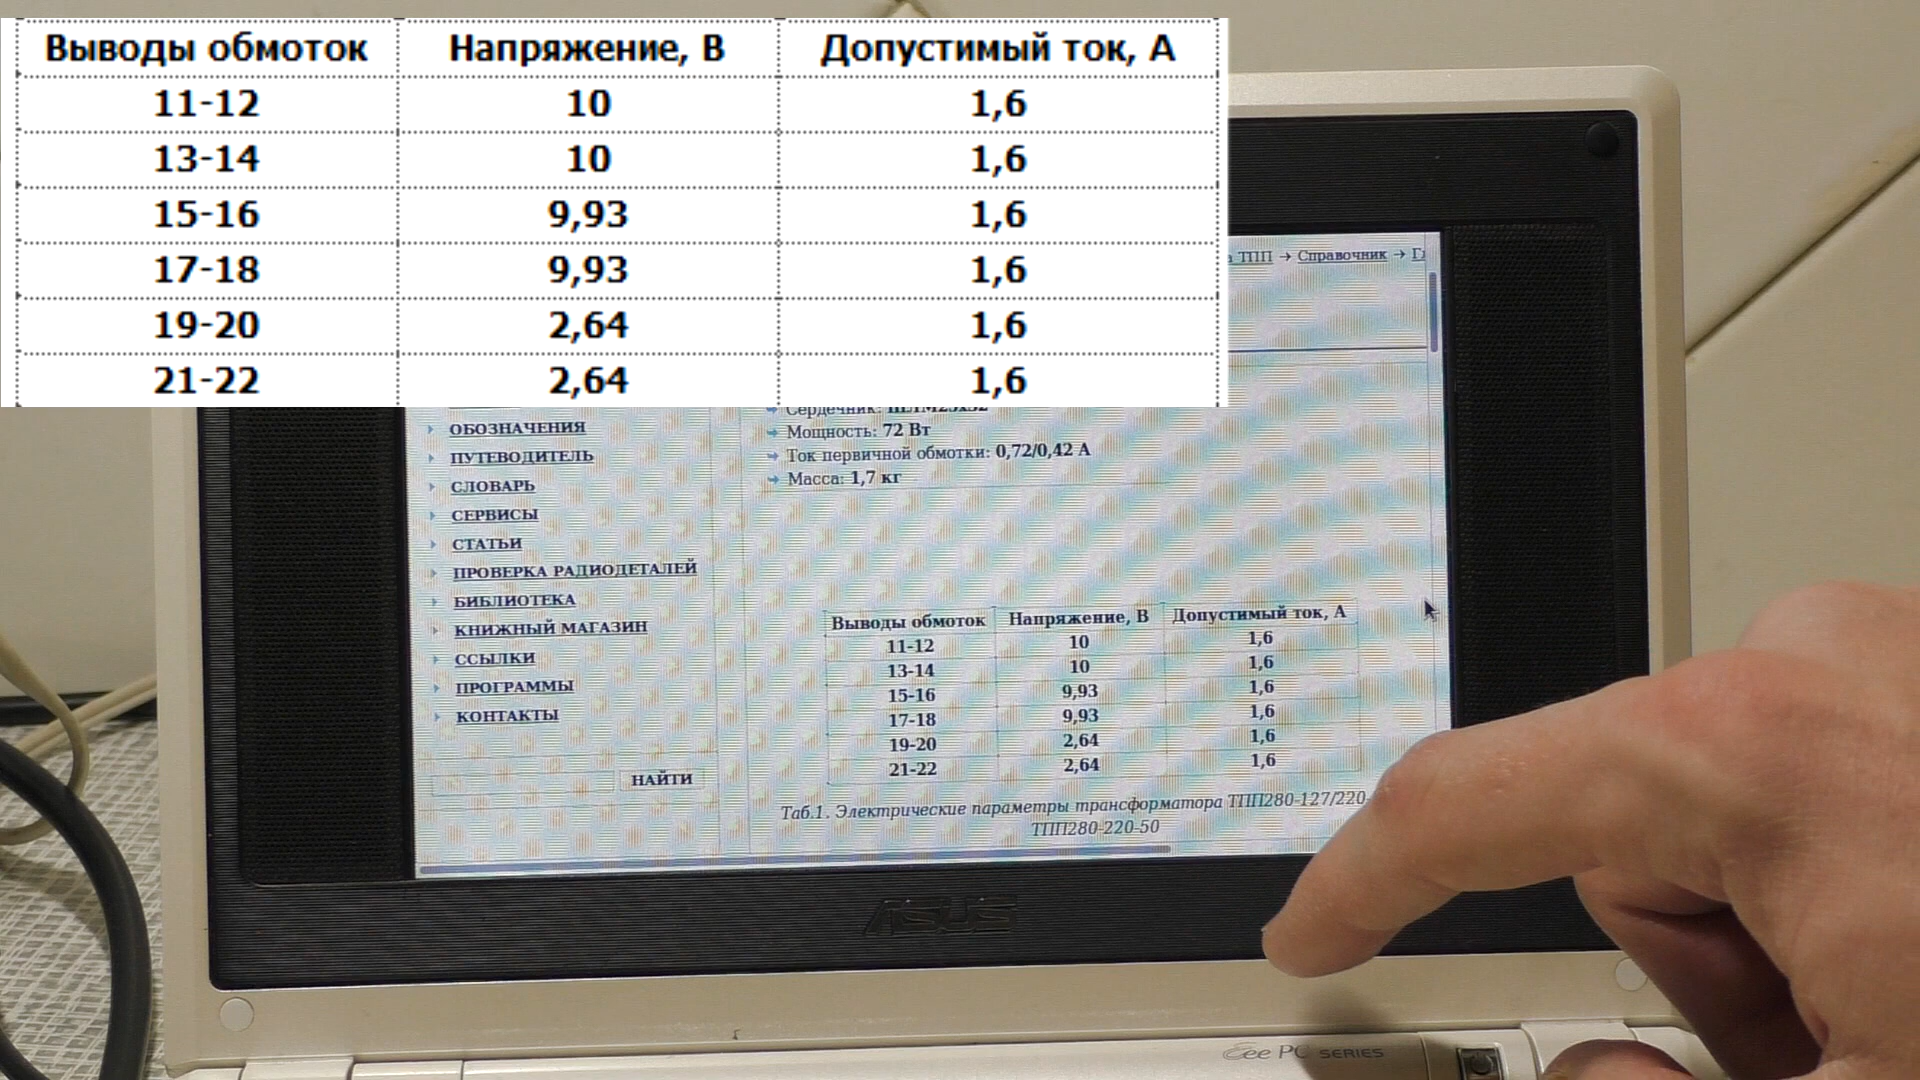 Выводы обмоток Напряжение, В Допустимый ток, А
11-12 10 1,6
13-14 10 1,6
15-16 9,93 1,6
17-18 9,93 1,6
19-20 2,64 1,6
21-22 2,64 1,6
ТПП → Справочник →
ОБОЗНАЧЕНИЯ
ПУТЕВОДИТЕЛЬ
СЛОВАРЬ
СЕРВИСЫ
СТАТЬИ
ПРОВЕРКА РАДИОДЕТАЛЕЙ
БИБЛИОТЕКА
КНИЖНЫЙ МАГАЗИН
ССЫЛКИ
ПРОГРАММЫ
КОНТАКТЫ
НАЙТИ
Сердечник:
Мощность: 72 Вт
Ток первичной обмотки: 0,72/0,42 А
Масса: 1,7 кг
Выводы обмоток Напряжение, В Допустимый ток, А
11-12 10 1,6
13-14 10 1,6
15-16 9,93 1,6
17-18 9,93 1,6
19-20 2,64 1,6
21-22 2,64 1,6
Таб.1. Электрические параметры трансформатора ТПП280-127/220-
ТПП280-220-50
ASUS
Eee PC SERIES